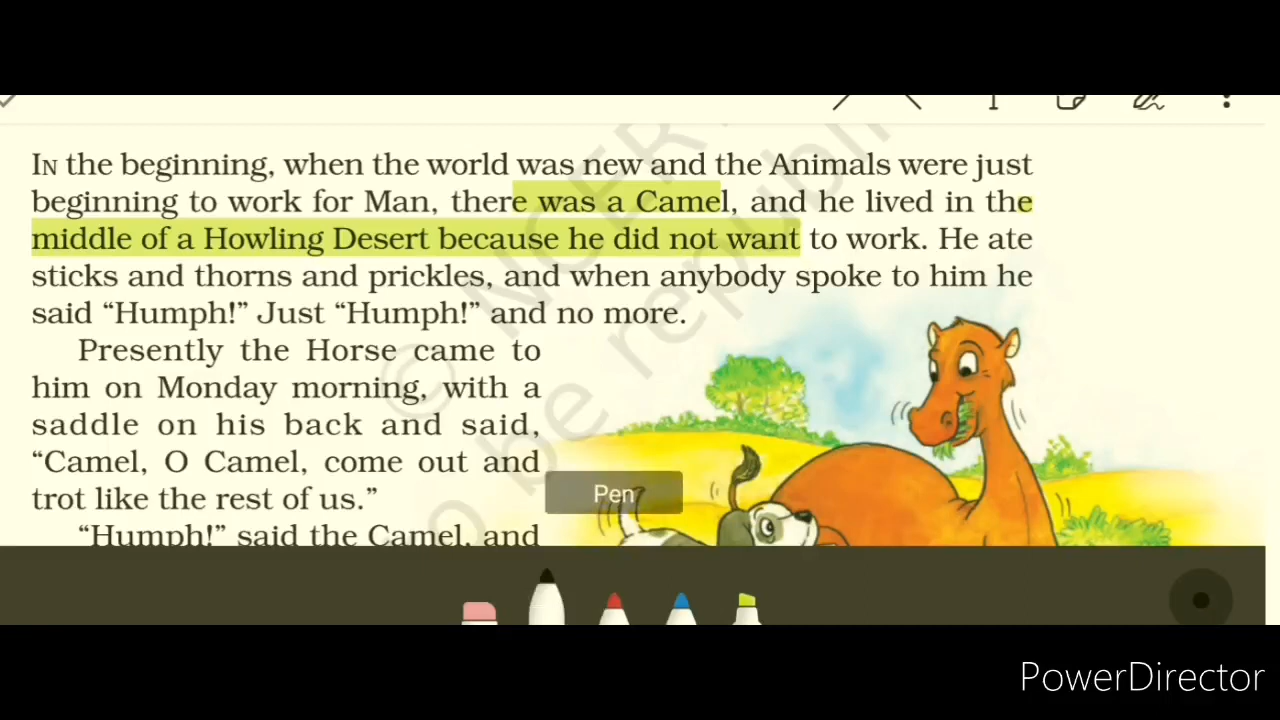 IN the beginning, when the world was new and the Animals were just
beginning to work for Man, there was a Camel, and he lived in the
middle of a Howling Desert because he did not want to work. He ate
sticks and thorns and prickles, and when anybody spoke to him he
said “Humph!” Just “Humph!” and no more.
Presently the Horse came to
him on Monday morning, with a
saddle on his back and said,
“Camel, O Camel, come out and
trot like the rest of us.”
“Humph!” said the Camel, and
Pen
© NCER
o be republi
PowerDirector